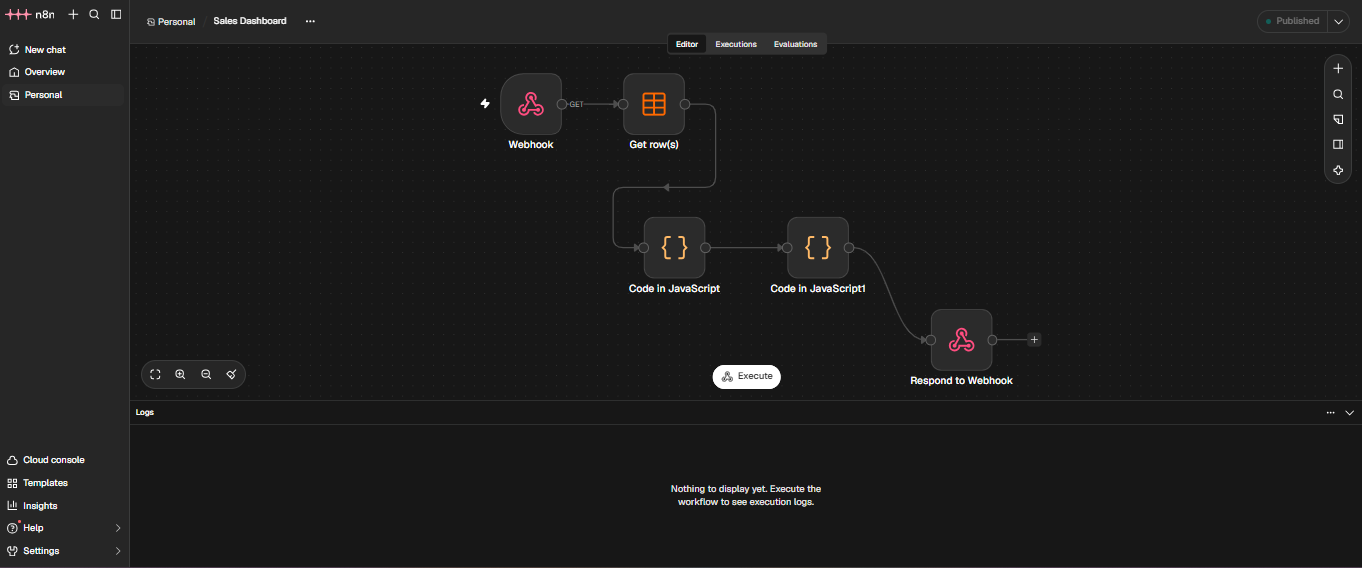 n8n
Personal
Sales Dashboard
...
Published
Editor
Executions
Evaluations
New chat
Overview
Personal
GET
Webhook
Get row(s)
Code in JavaScript
Code in JavaScript1
Respond to Webhook
Execute
Logs
...
Nothing to display yet. Execute the
workflow to see execution logs.
Cloud console
Templates
Insights
Help
Settings